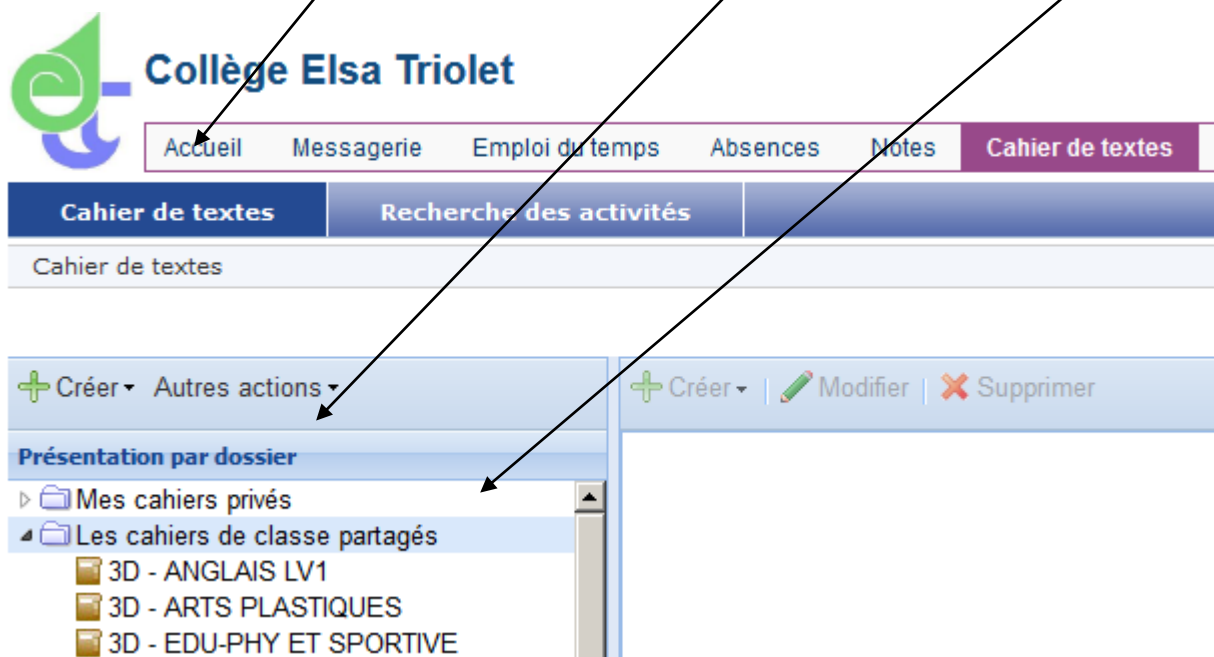 Collège Elsa Triolet
Accueil Messagerie Emploi du temps Absences Notes Cahier de textes
Cahier de textes Recherche des activités
Cahier de textes
Créer Autres actions Créer | Modifier | Supprimer
Présentation par dossier
Mes cahiers privés
Les cahiers de classe partagés
3D - ANGLAIS LV1
3D - ARTS PLASTIQUES
3D - EDU-PHY ET SPORTIVE